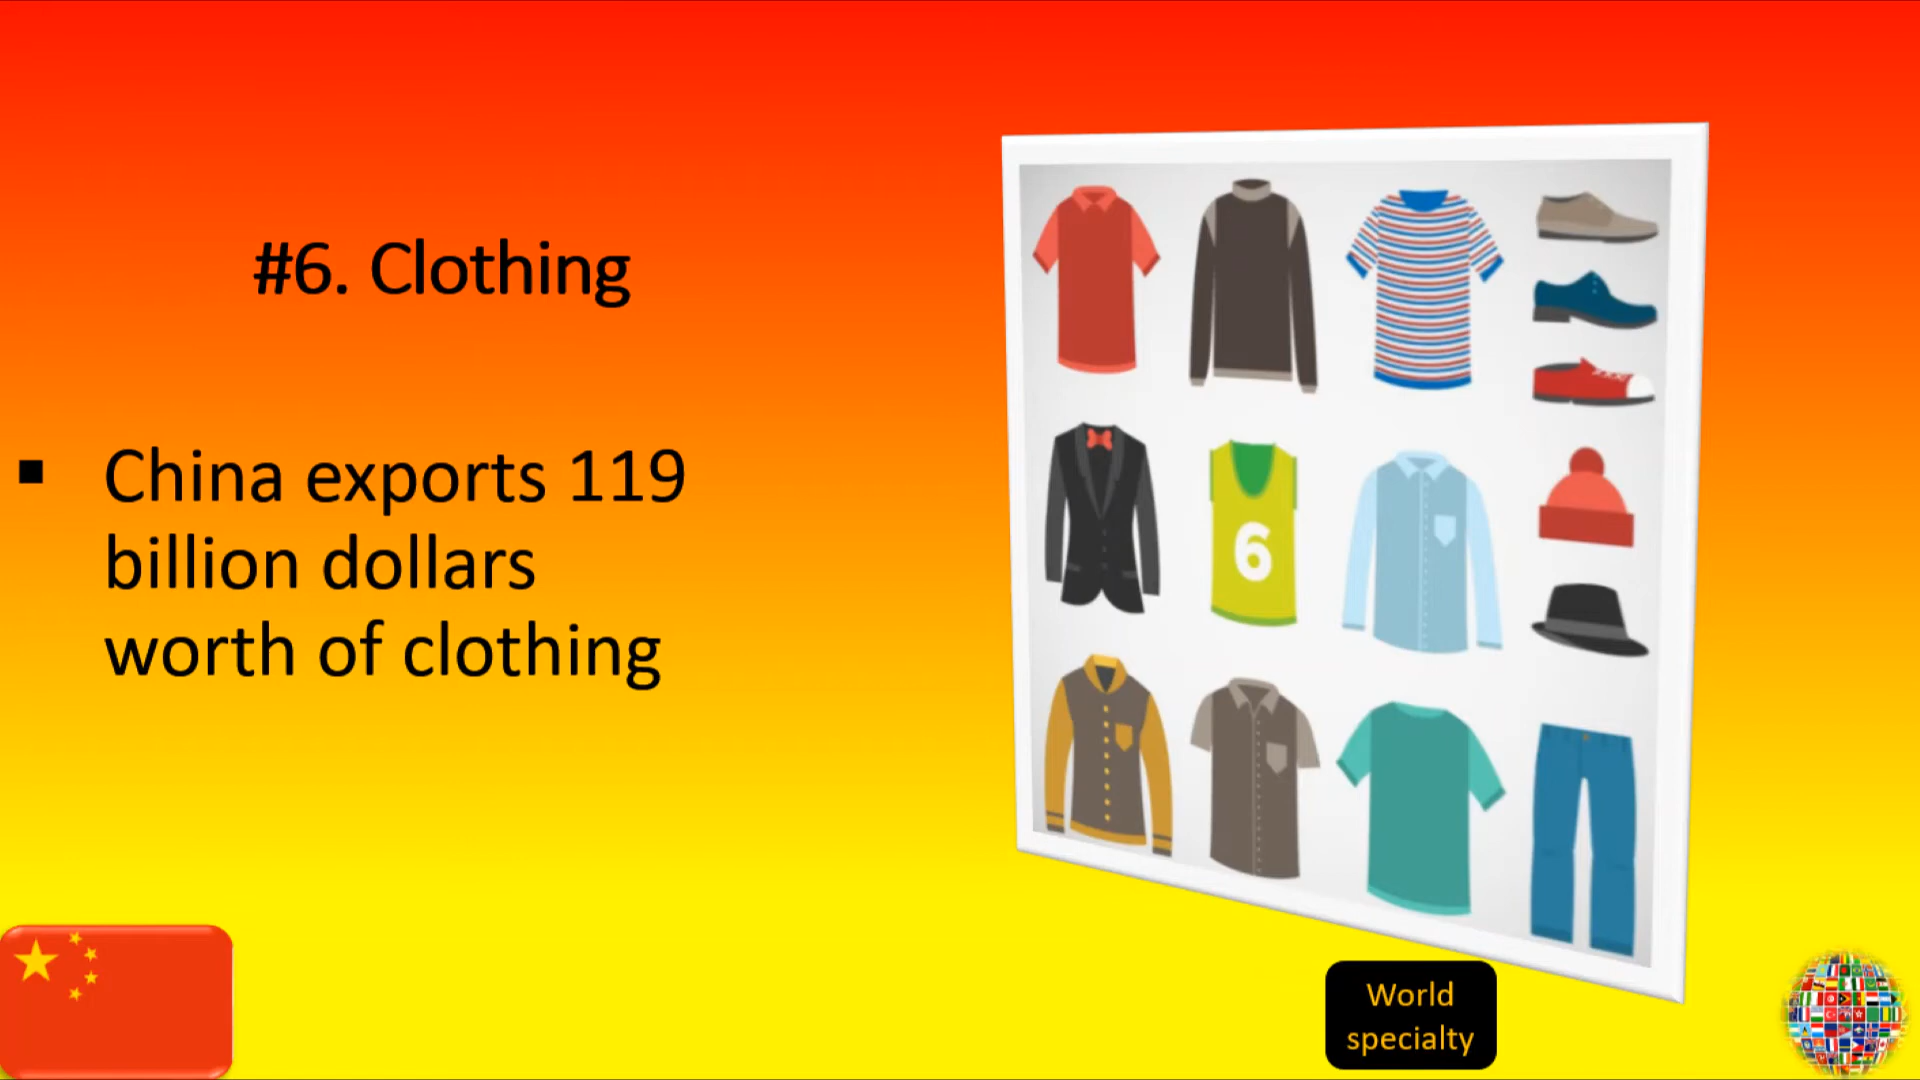 #6. Clothing
▪ China exports 119
billion dollars
worth of clothing
6
World
specialty